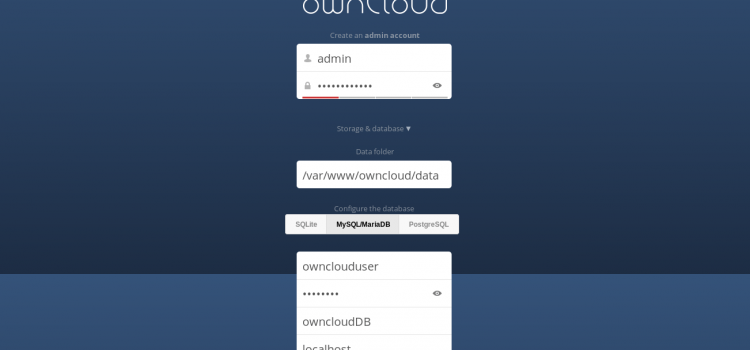 ownCloud
Create an admin account
admin
••••••••••••
Storage & database ▼
Data folder
/var/www/owncloud/data
Configure the database
SQLite MySQL/MariaDB PostgreSQL
ownclouduser
••••••••
owncloudDB
localhost